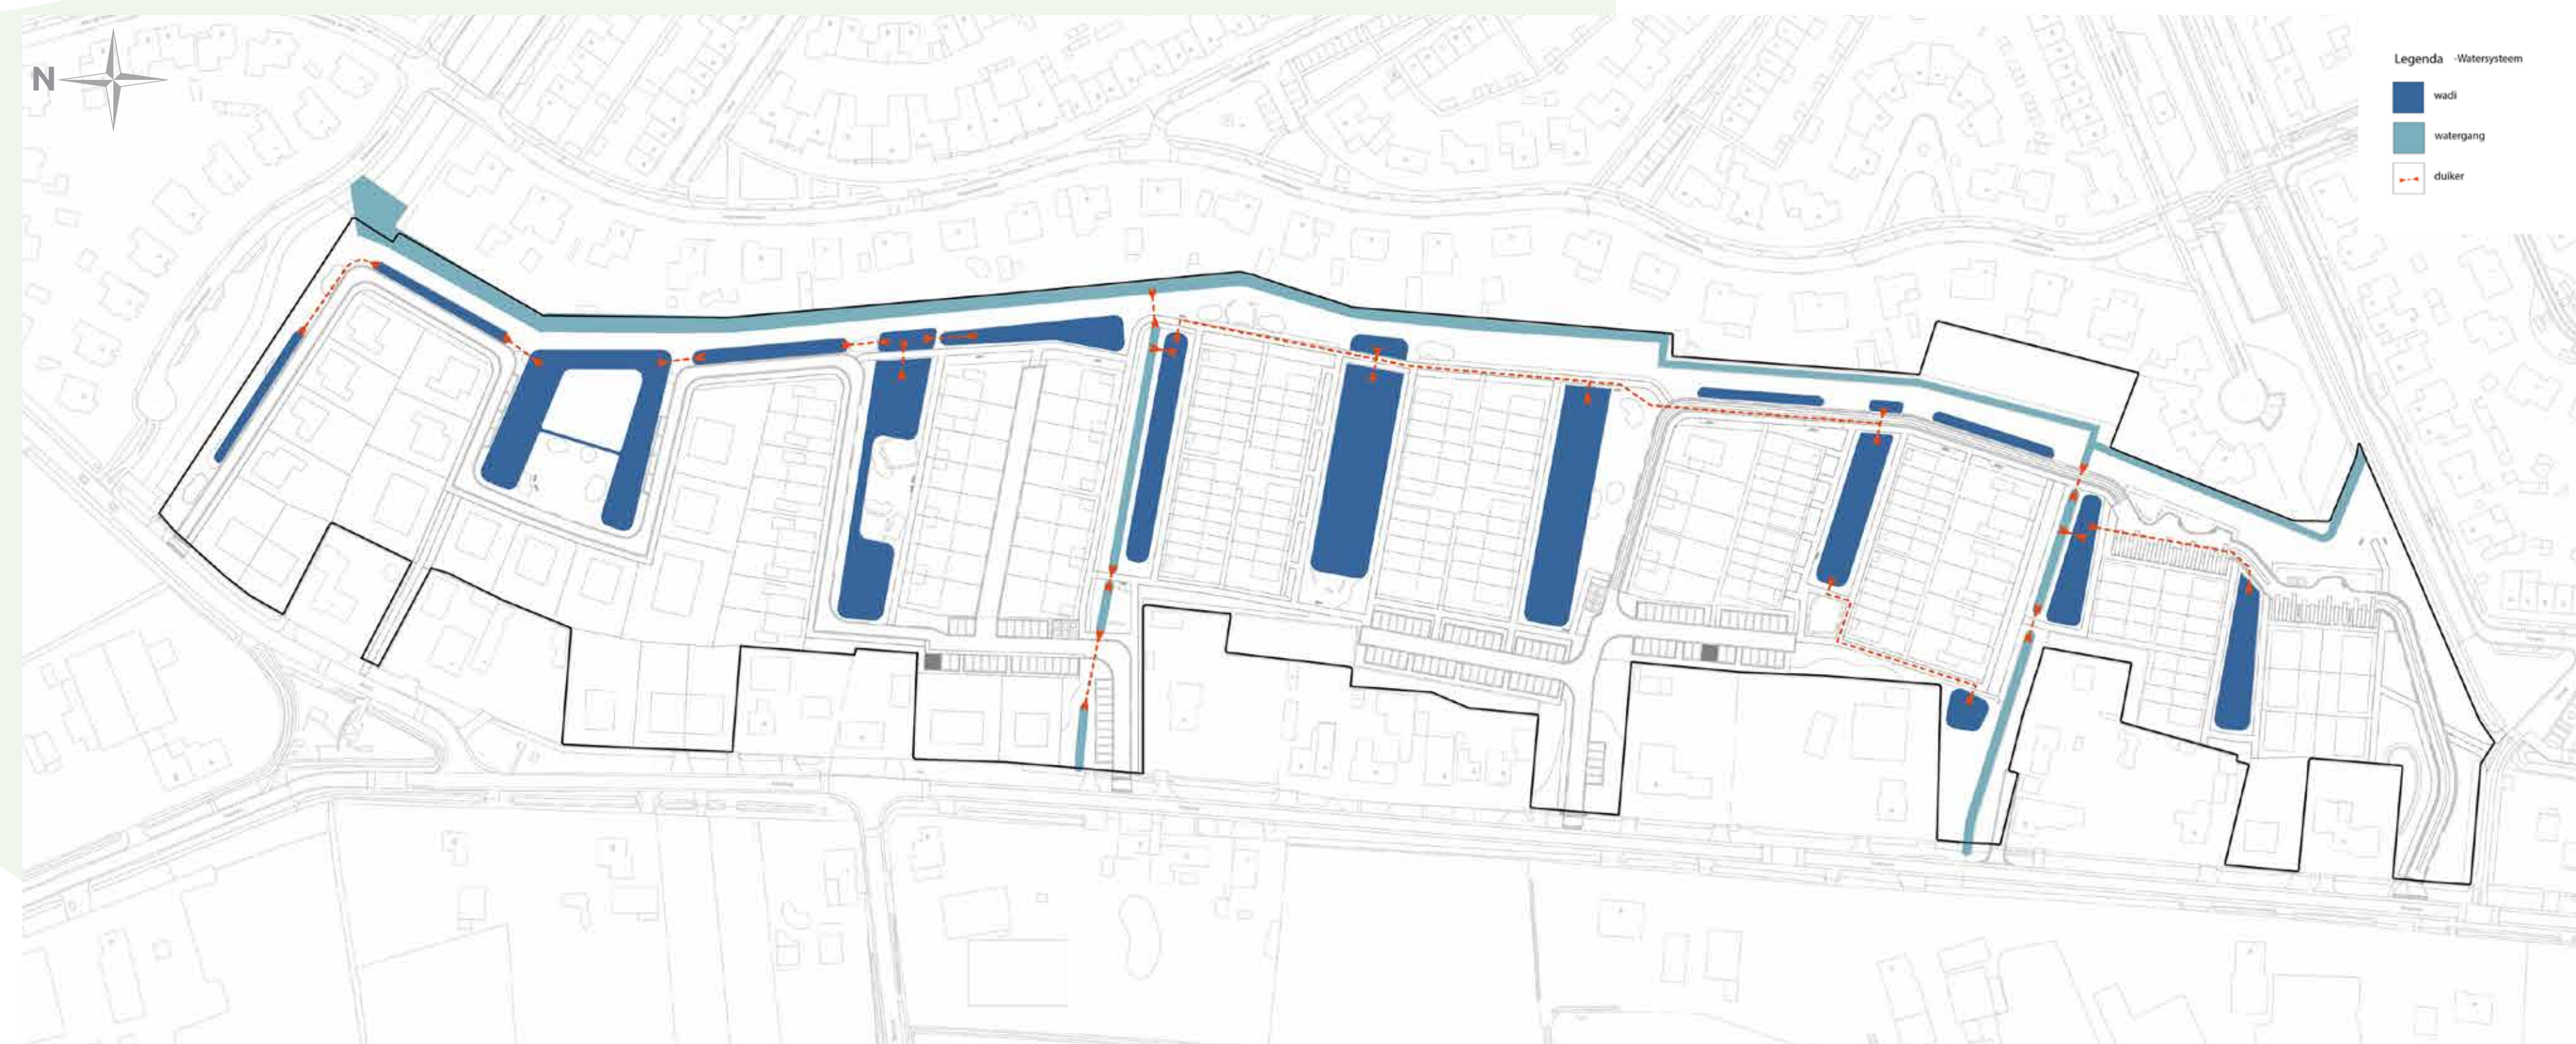 N
Legenda -Watersysteem
wadi
watergang
duiker